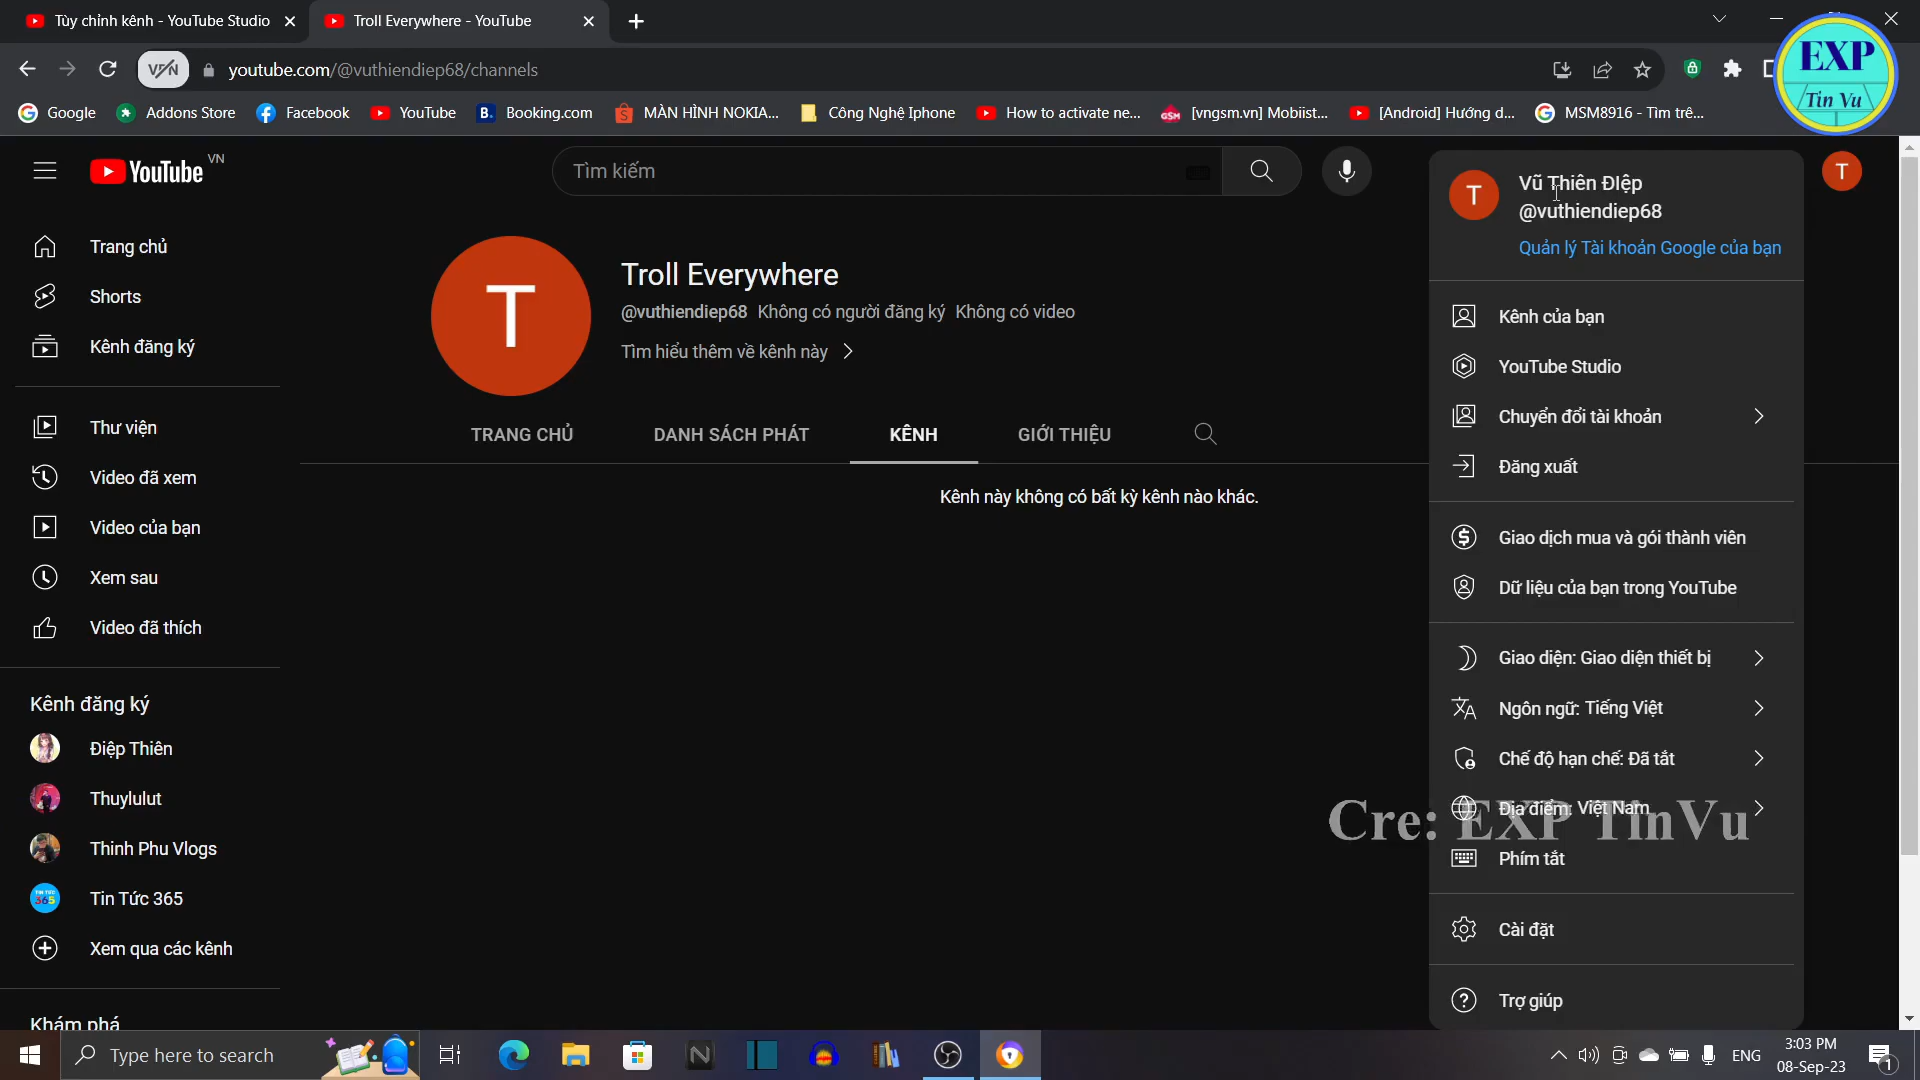 Tùy chỉnh kênh - YouTube Studio
Troll Everywhere - YouTube
VPN
youtube.com/@vuthiendiep68/channels
EXP
Tin Vu
Google
Addons Store
Facebook
YouTube
B.
Booking.com
MÀN HÌNH NOKIA...
Công Nghệ Iphone
How to activate ne...
GSM
[vngsm.vn] Mobiist...
[Android] Hướng d...
MSM8916 - Tìm trê...
YouTube VN
Tìm kiếm
T
Trang chủ
Shorts
Kênh đăng ký
Thư viện
Video đã xem
Video của bạn
Xem sau
Video đã thích
Kênh đăng ký
Điệp Thiên
Thuylulut
Thinh Phu Vlogs
TIN TỨC
365
Tin Tức 365
Xem qua các kênh
Khám phá
T
Troll Everywhere
@vuthiendiep68 Không có người đăng ký Không có video
Tìm hiểu thêm về kênh này
TRANG CHỦ
DANH SÁCH PHÁT
KÊNH
GIỚI THIỆU
Kênh này không có bất kỳ kênh nào khác.
T
Vũ Thiên ĐIệp
@vuthiendiep68
Quản lý Tài khoản Google của bạn
Kênh của bạn
YouTube Studio
Chuyển đổi tài khoản
Đăng xuất
Giao dịch mua và gói thành viên
Dữ liệu của bạn trong YouTube
Giao diện: Giao diện thiết bị
Ngôn ngữ: Tiếng Việt
Chế độ hạn chế: Đã tắt
Địa điểm: Việt Nam
Cre: EXP TinVu
Phím tắt
Cài đặt
Trợ giúp
Type here to search
N
ENG
3:03 PM
08-Sep-23
1